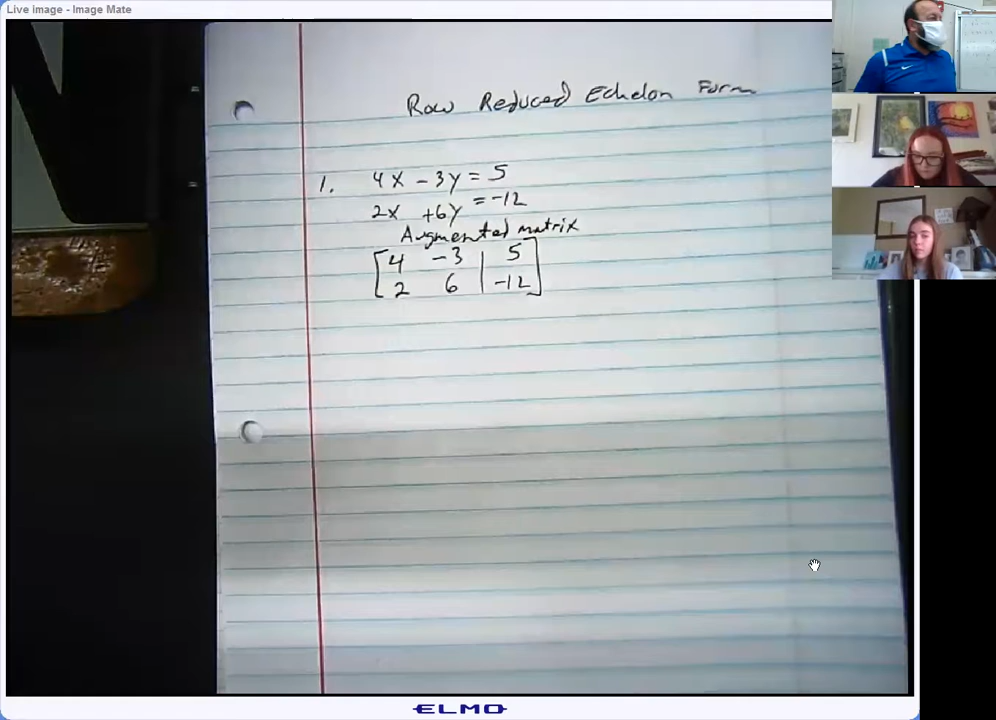 Live image - Image Mate
Row Reduced Echelon Form
1. 4x - 3y = 5
2x + 6y = -12
Augmented matrix
[4 -3 | 5]
[2 6 | -12]
ELMO